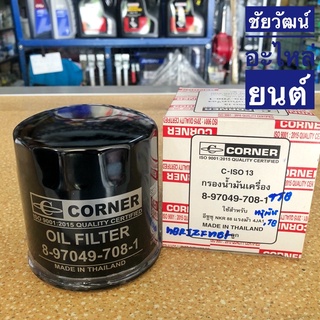 ชัยวัฒน์
อะไหล่
ยนต์
CORNER
ISO 9001:2015 QUALITY CERTIFIED
OIL FILTER
8-97049-708-1
MADE IN THAILAND
CORNER
ISO 9001:2015 QUALITY CERTIFIED
C-ISO 13
กรองน้ำมันเครื่อง
8-97049-708-1
ใช้สำหรับ
MADE IN THAILAND